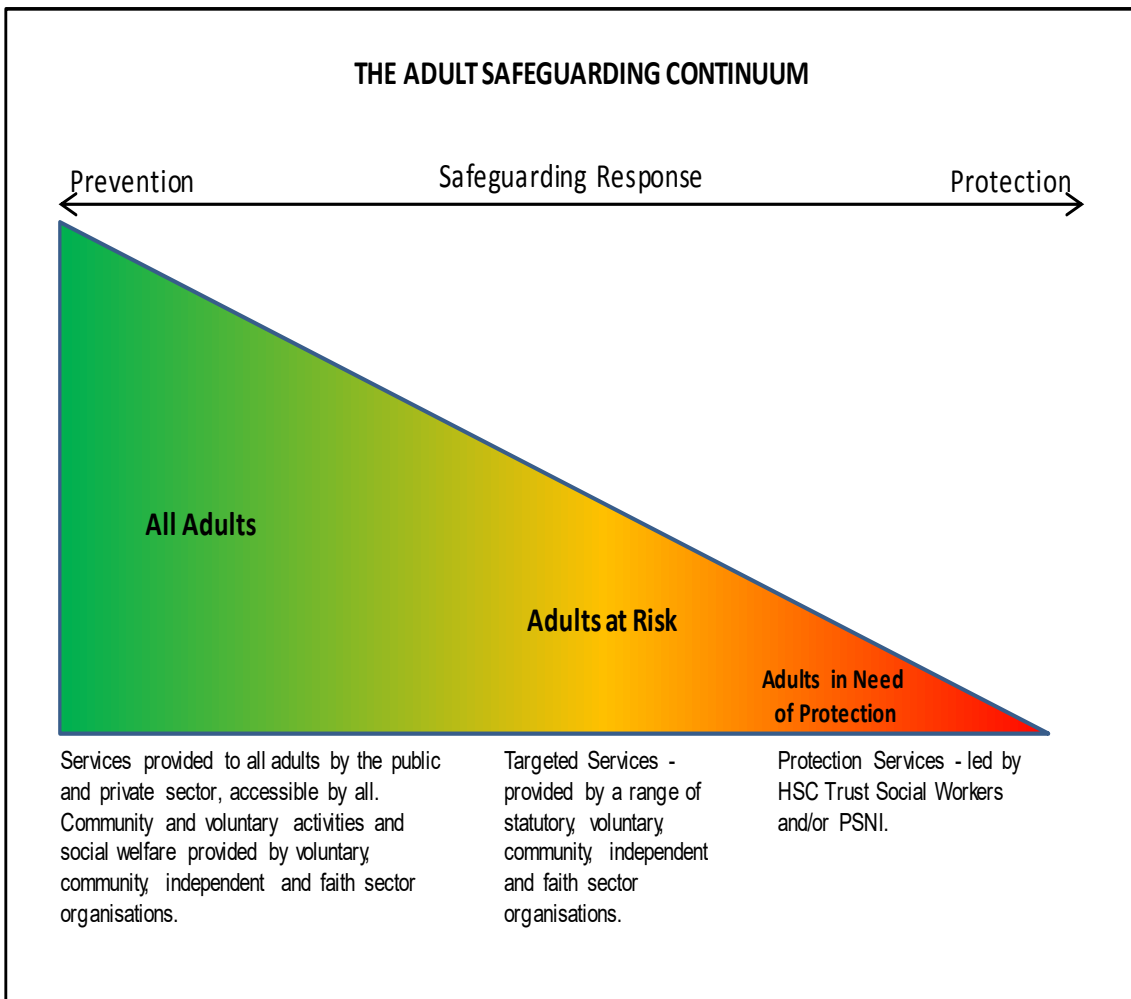 THE ADULT SAFEGUARDING CONTINUUM
Prevention
Safeguarding Response
Protection
All Adults
Adults at Risk
Adults in Need
of Protection
Services provided to all adults by the public
and private sector, accessible by all.
Community and voluntary activities and
social welfare provided by voluntary,
community, independent and faith sector
organisations.
Targeted Services -
provided by a range of
statutory, voluntary,
community, independent
and faith sector
organisations.
Protection Services - led by
HSC Trust Social Workers
and/or PSNI.